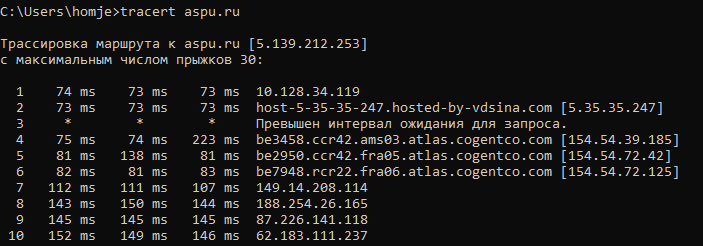 C:\Users\homje>tracert aspu.ru
Трассировка маршрута к aspu.ru [5.139.212.253]
с максимальным числом прыжков 30:
1 74 ms 73 ms 73 ms 10.128.34.119
2 73 ms 73 ms 73 ms host-5-35-35-247.hosted-by-vdsina.com [5.35.35.247]
3 * * * Превышен интервал ожидания для запроса.
4 75 ms 74 ms 223 ms be3458.ccr42.ams03.atlas.cogentco.com [154.54.39.185]
5 81 ms 138 ms 81 ms be2950.ccr42.fra05.atlas.cogentco.com [154.54.72.42]
6 82 ms 81 ms 83 ms be7948.rcr22.fra06.atlas.cogentco.com [154.54.72.125]
7 112 ms 111 ms 107 ms 149.14.208.114
8 143 ms 150 ms 144 ms 188.254.26.165
9 145 ms 145 ms 145 ms 87.226.141.118
10 152 ms 149 ms 146 ms 62.183.111.237